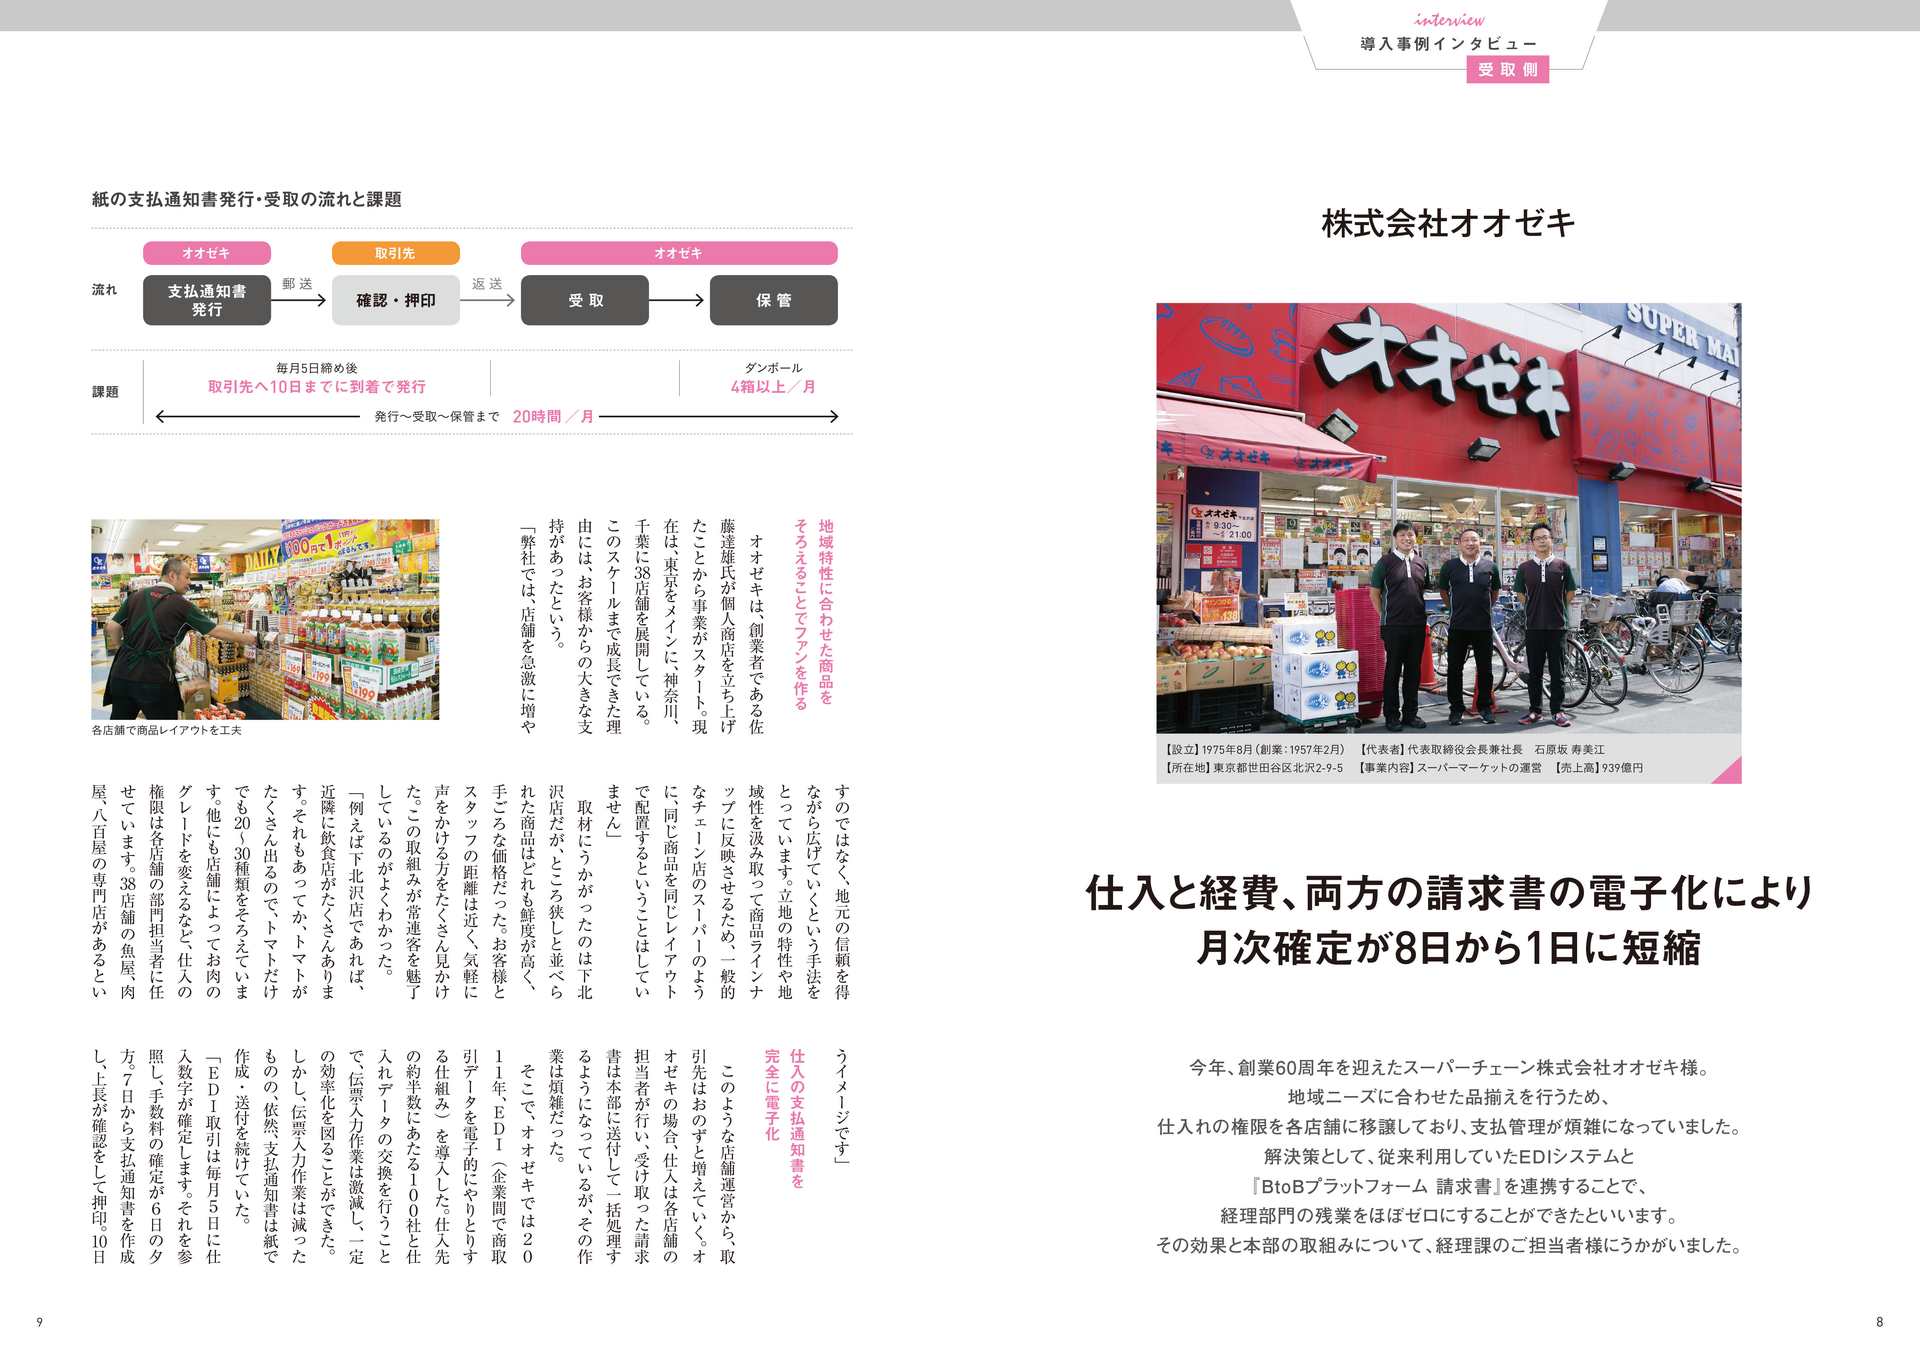 interview
導入事例インタビュー
受取側
株式会社オオゼキ
オオゼキ
SUPER MA
オオゼキ
オオゼキ
9:30〜
〜21:00
【設立】1975年8月（創業：1957年2月）　【代表者】代表取締役会長兼社長　石原坂 寿美江
【所在地】東京都世田谷区北沢2-9-5　【事業内容】スーパーマーケットの運営　【売上高】939億円
仕入と経費、両方の請求書の電子化により
月次確定が8日から1日に短縮
今年、創業60周年を迎えたスーパーチェーン株式会社オオゼキ様。
地域ニーズに合わせた品揃えを行うため、
仕入れの権限を各店舗に移譲しており、支払管理が煩雑になっていました。
解決策として、従来利用していたEDIシステムと
『BtoBプラットフォーム 請求書』を連携することで、
経理部門の残業をほぼゼロにすることができたといいます。
その効果と本部の取組みについて、経理課のご担当者様にうかがいました。
8
紙の支払通知書発行・受取の流れと課題
オオゼキ
取引先
オオゼキ
流れ
支払通知書
発行
郵送
確認・押印
返送
受取
保管
課題
毎月5日締め後
取引先へ10日までに到着で発行
ダンボール
4箱以上／月
発行〜受取〜保管まで　20時間／月
地域特性に合わせた商品を
そろえることでファンを作る
　オオゼキは、創業者である佐
藤達雄氏が個人商店を立ち上げ
たことから事業がスタート。現
在は、東京をメインに、神奈川、
千葉に38店舗を展開している。
このスケールまで成長できた理
由には、お客様からの大きな支
持があったという。
「弊社では、店舗を急激に増や
DAILY
100円で1ポイント
199
199
各店舗で商品レイアウトを工夫
すのではなく、地元の信頼を得
ながら広げていくという手法を
とっています。立地の特性や地
域性を汲み取って商品ラインナ
ップに反映させるため、一般的
なチェーン店のスーパーのよう
に、同じ商品を同じレイアウト
で配置するということはしてい
ません」
　取材にうかがったのは下北
沢店だが、ところ狭しと並べら
れた商品はどれも鮮度が高く、
手ごろな価格だった。お客様と
スタッフの距離は近く、気軽に
声をかける方をたくさん見かけ
た。この取組みが常連客を魅了
しているのがよくわかった。
「例えば下北沢店であれば、
近隣に飲食店がたくさんありま
す。それもあってか、トマトが
たくさん出るので、トマトだけ
でも20〜30種類をそろえていま
す。他にも店舗によってお肉の
グレードを変えるなど、仕入の
権限は各店舗の部門担当者に任
せています。38店舗の魚屋、肉
屋、八百屋の専門店があるとい
うイメージです」
仕入の支払通知書を
完全に電子化
　このような店舗運営から、取
引先はおのずと増えていく。オ
オゼキの場合、仕入は各店舗の
担当者が行い、受け取った請求
書は本部に送付して一括処理す
るようになっているが、その作
業は煩雑だった。
　そこで、オオゼキでは２０
１１年、ＥＤＩ（企業間で商取
引データを電子的にやりとりす
る仕組み）を導入した。仕入先
の約半数にあたる１００社と仕
入れデータの交換を行うこと
で、伝票入力作業は激減し、一定
の効率化を図ることができた。
しかし、伝票入力作業は減った
ものの、依然、支払通知書は紙で
作成・送付を続けていた。
「ＥＤＩ取引は毎月５日に仕
入数字が確定します。それを参
照し、手数料の確定が６日の夕
方。７日から支払通知書を作成
し、上長が確認をして押印。10日
9